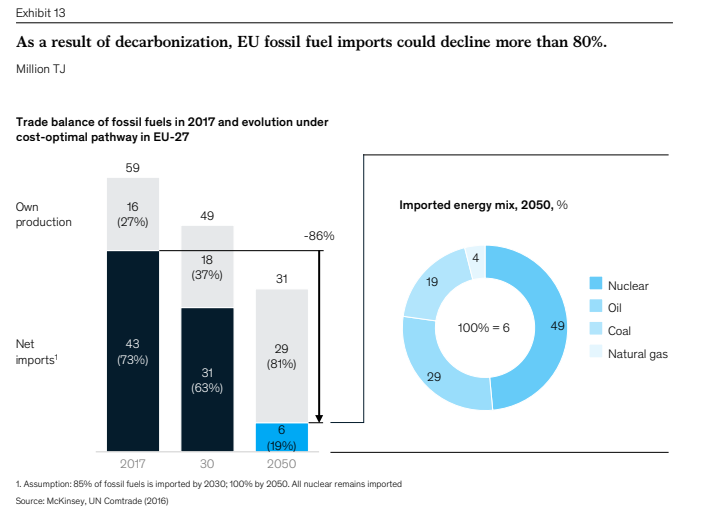 Exhibit 13
As a result of decarbonization, EU fossil fuel imports could decline more than 80%.
Million TJ
Trade balance of fossil fuels in 2017 and evolution under
cost-optimal pathway in EU-27
59
Own
production
16
(27%)
49
18
(37%)
-86%
31
Net
imports1
43
(73%)
31
(63%)
29
(81%)
6
(19%)
2017
30
2050
Imported energy mix, 2050, %
4
19
49
29
100% = 6
Nuclear
Oil
Coal
Natural gas
1. Assumption: 85% of fossil fuels is imported by 2030; 100% by 2050. All nuclear remains imported
Source: McKinsey, UN Comtrade (2016)